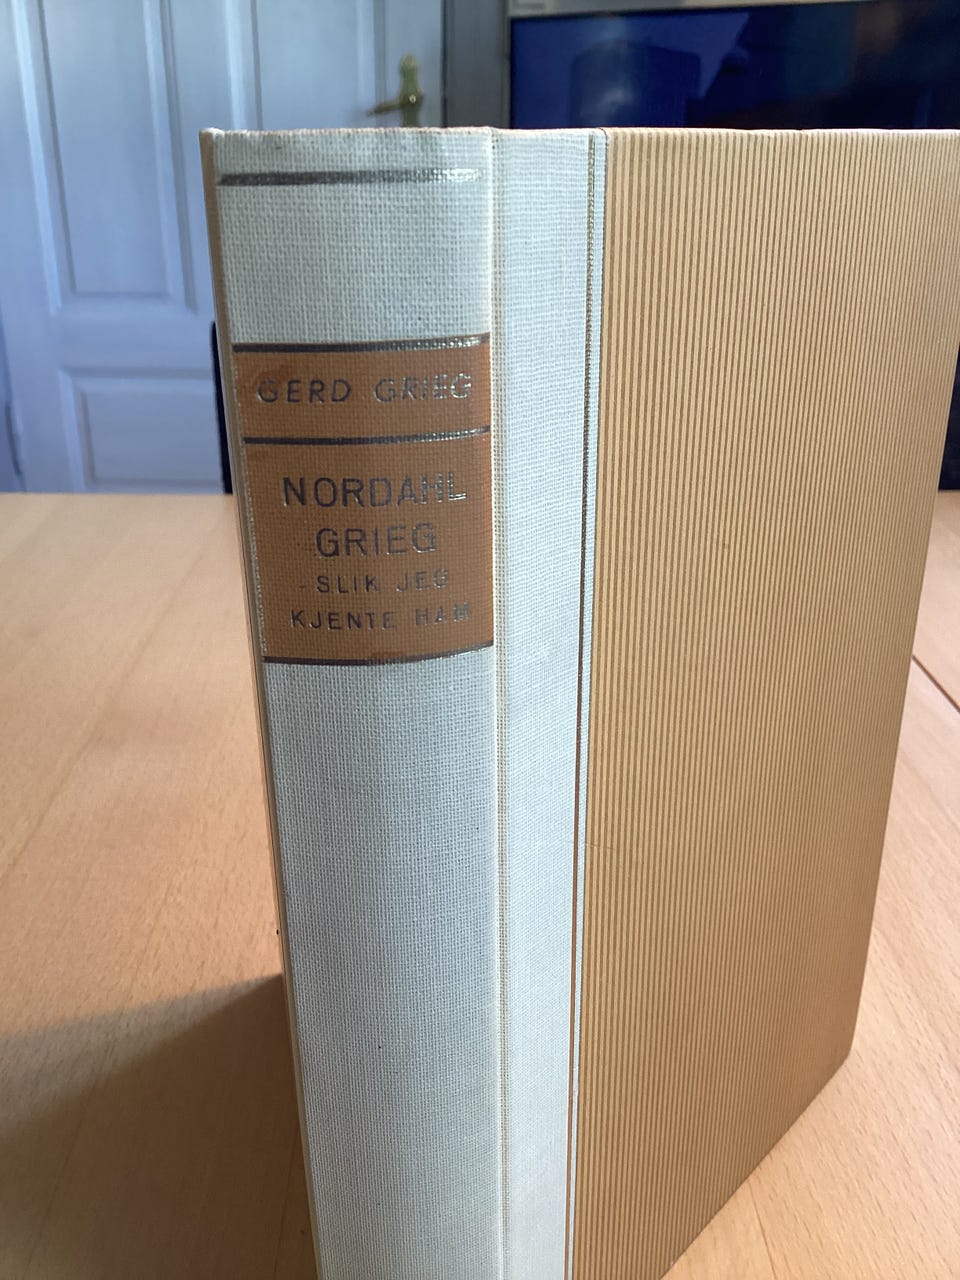 GERD GRIEG
NORDAHL
GRIEG
- SLIK JEG
KJENTE HAM